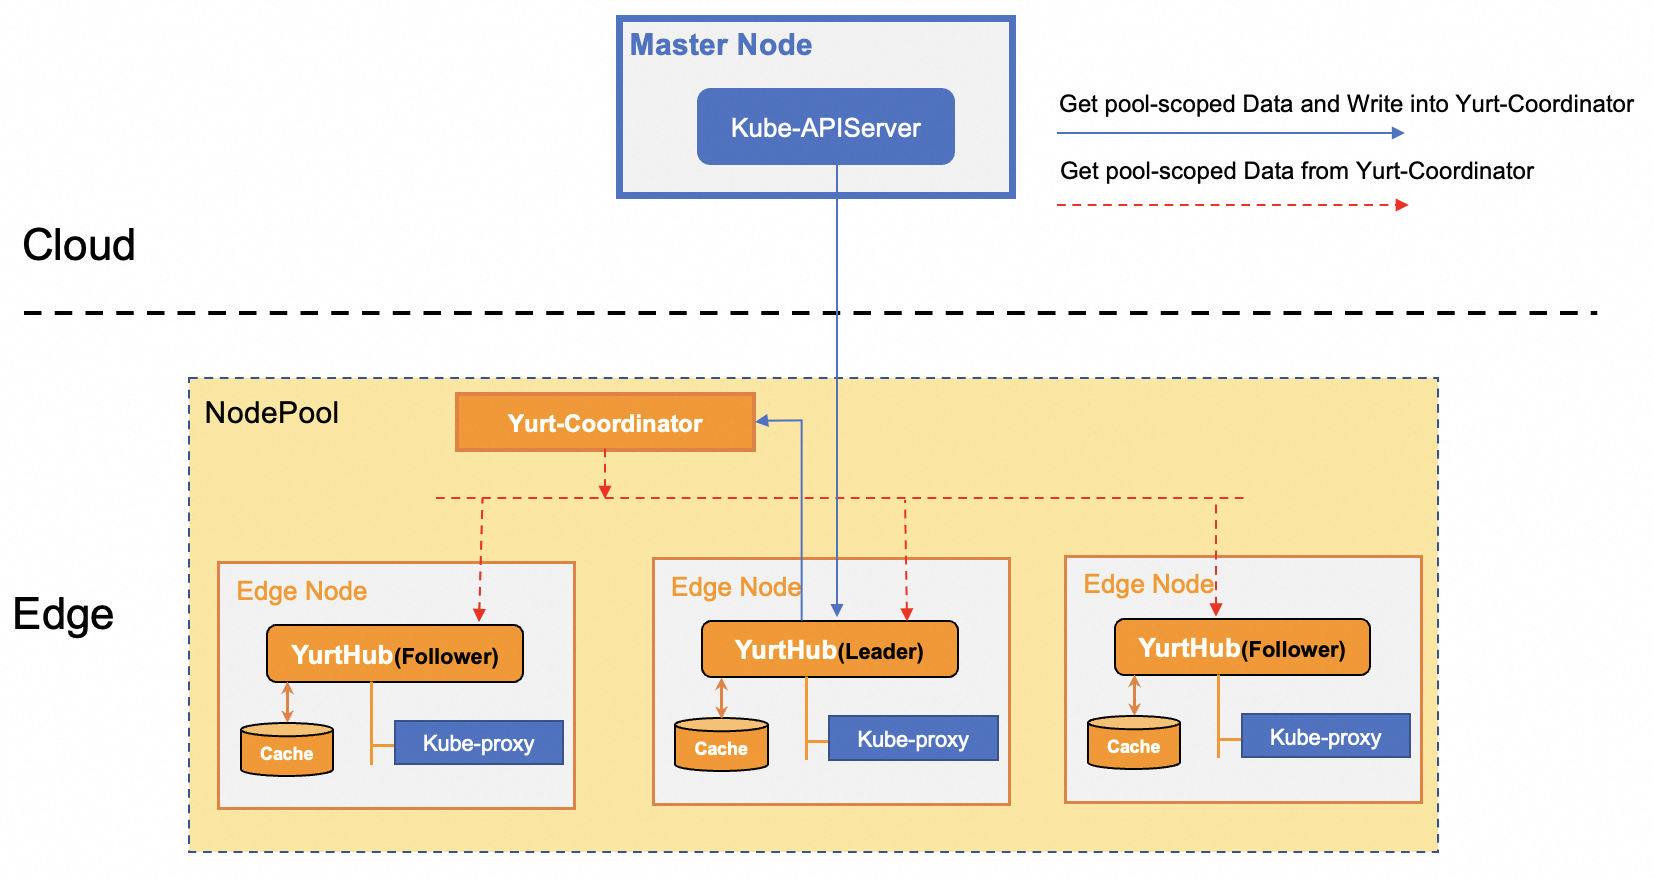 Master Node
Kube-APIServer
Get pool-scoped Data and Write into Yurt-Coordinator
Get pool-scoped Data from Yurt-Coordinator
Cloud
NodePool
Yurt-Coordinator
Edge
Edge Node
YurtHub(Follower)
Cache
Kube-proxy
Edge Node
YurtHub(Leader)
Cache
Kube-proxy
Edge Node
YurtHub(Follower)
Cache
Kube-proxy